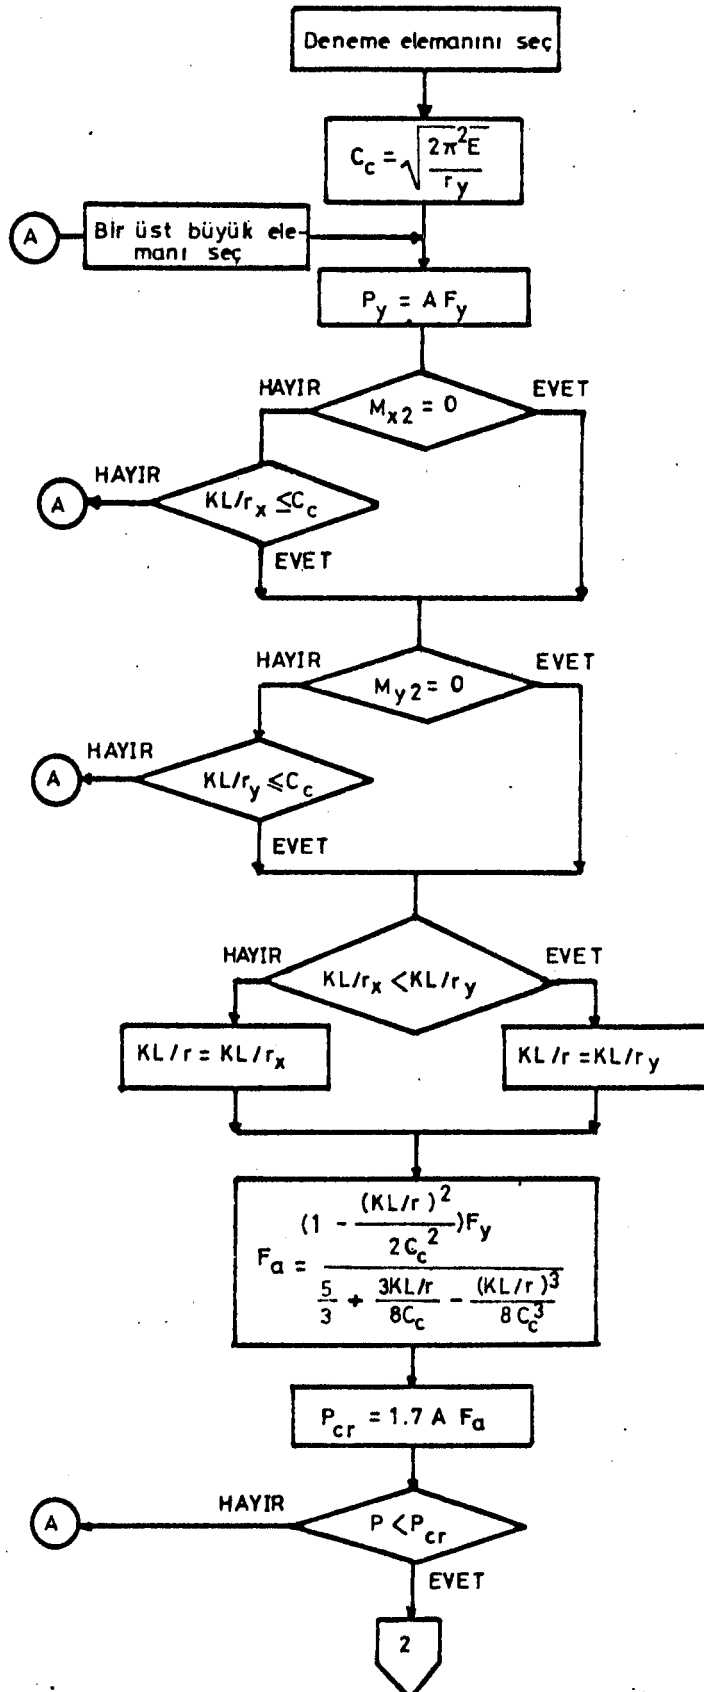 Deneme elemanını seç
C_c = √(2π²E / r_y)
A
Bir üst büyük ele-
manı seç
P_y = A F_y
HAYIR
EVET
M_x2 = 0
HAYIR
A
KL/r_x ≤ C_c
EVET
HAYIR
EVET
M_y2 = 0
HAYIR
A
KL/r_y ≤ C_c
EVET
HAYIR
EVET
KL/r_x < KL/r_y
KL/r = KL/r_x
KL/r = KL/r_y
(1 - (KL/r)² / 2C_c²)F_y
F_a =
5/3 + 3KL/r / 8C_c - (KL/r)³ / 8C_c³
P_cr = 1.7 A F_a
HAYIR
A
P < P_cr
EVET
2